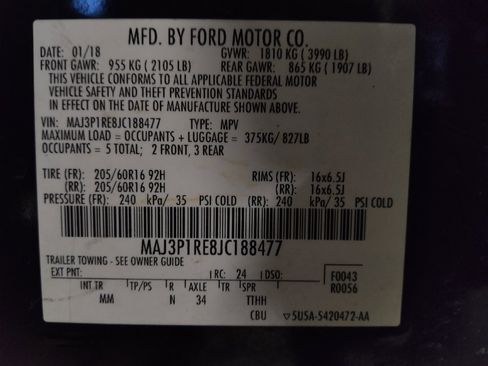 MFD. BY FORD MOTOR CO.
DATE: 01/18 GVWR: 1810 KG ( 3990 LB)
FRONT GAWR: 955 KG ( 2105 LB) REAR GAWR: 865 KG ( 1907 LB)
THIS VEHICLE CONFORMS TO ALL APPLICABLE FEDERAL MOTOR
VEHICLE SAFETY AND THEFT PREVENTION STANDARDS
IN EFFECT ON THE DATE OF MANUFACTURE SHOWN ABOVE.
VIN: MAJ3P1RE8JC188477 TYPE: MPV
MAXIMUM LOAD = OCCUPANTS + LUGGAGE = 375KG/ 827LB
OCCUPANTS = 5 TOTAL; 2 FRONT, 3 REAR
TIRE (FR): 205/60R16 92H RIMS (FR): 16x6.5J
(RR): 205/60R16 92H (RR): 16x6.5J
PRESSURE (FR): 240 kPa/ 35 PSI COLD (RR): 240 kPa/ 35 PSI COLD
MAJ3P1RE8JC188477
TRAILER TOWING - SEE OWNER GUIDE
EXT PNT: RC: 24 DSO: F0043
INT TR TP/PS R AXLE TR SPR R0056
MM N 34 TTHH
CBU ▽5U5A-5420472-AA